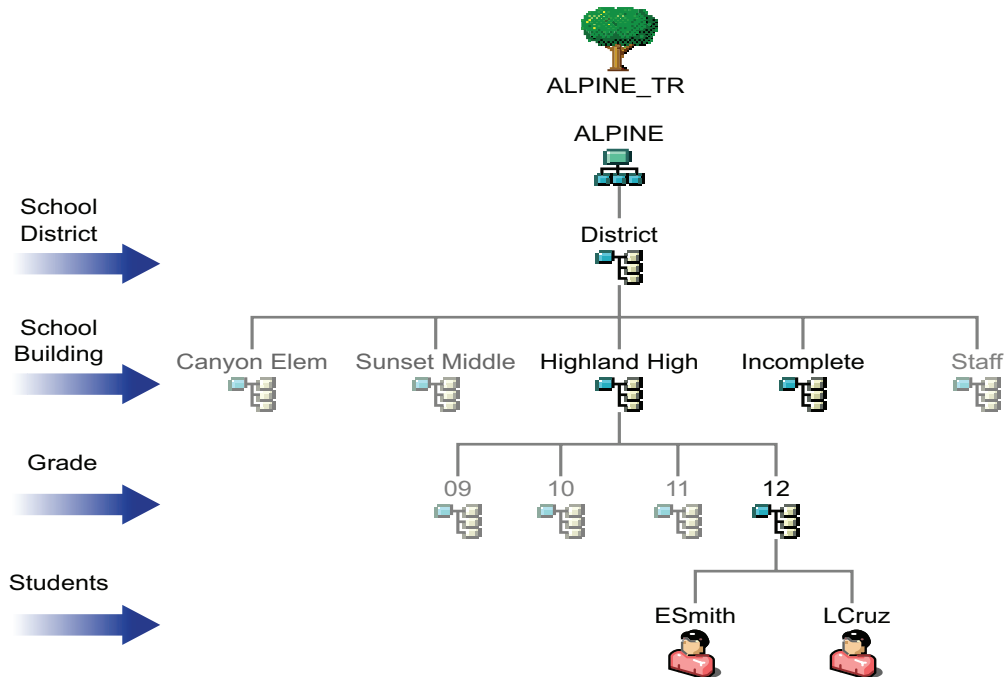 ALPINE_TR
ALPINE
School
District
District
School
Building
Canyon Elem
Sunset Middle
Highland High
Incomplete
Staff
Grade
09
10
11
12
Students
ESmith
LCruz